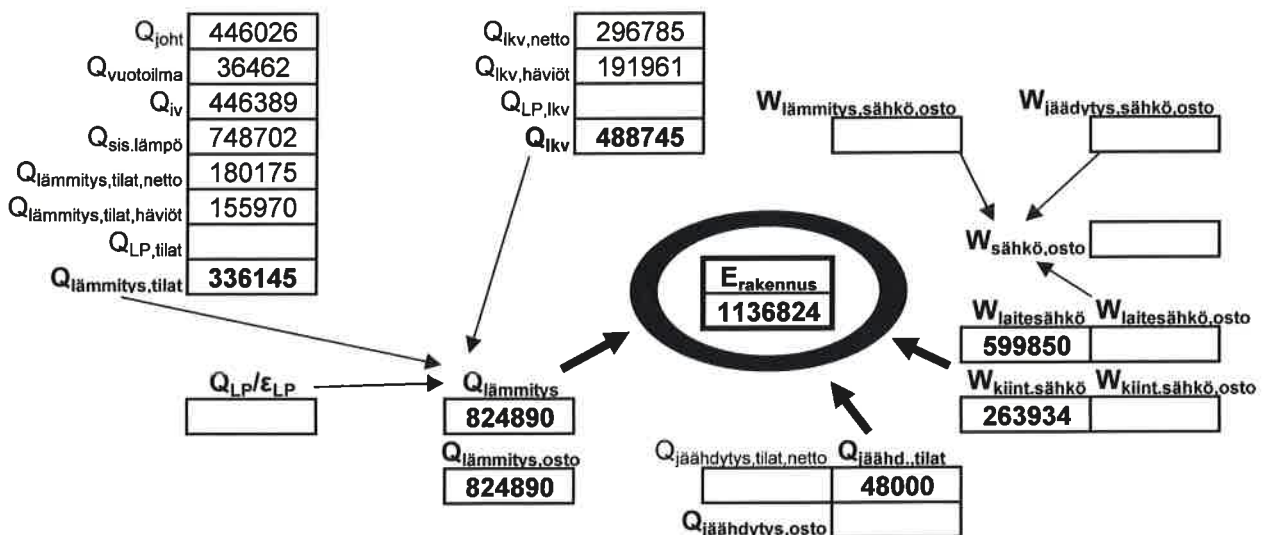 Qjoht 446026
Qvuotoilma 36462
Qiv 446389
Qsis.lämpö 748702
Qlämmitys,tilat,netto 180175
Qlämmitys,tilat,häviöt 155970
QLP,tilat
Qlämmitys,tilat 336145
Qlkv,netto 296785
Qlkv,häviöt 191961
QLP,lkv
Qlkv 488745
Wlämmitys,sähkö,osto Wjäädytys,sähkö,osto
Wsähkö,osto
Erakennus
1136824
Wlaitesähkö Wlaitesähkö,osto
599850
Wkiint.sähkö Wkiint.sähkö,osto
263934
QLP/εLP
Qlämmitys
824890
Qlämmitys,osto
824890
Qjäähdytys,tilat,netto Qjäähd.,tilat
48000
Qjäähdytys,osto